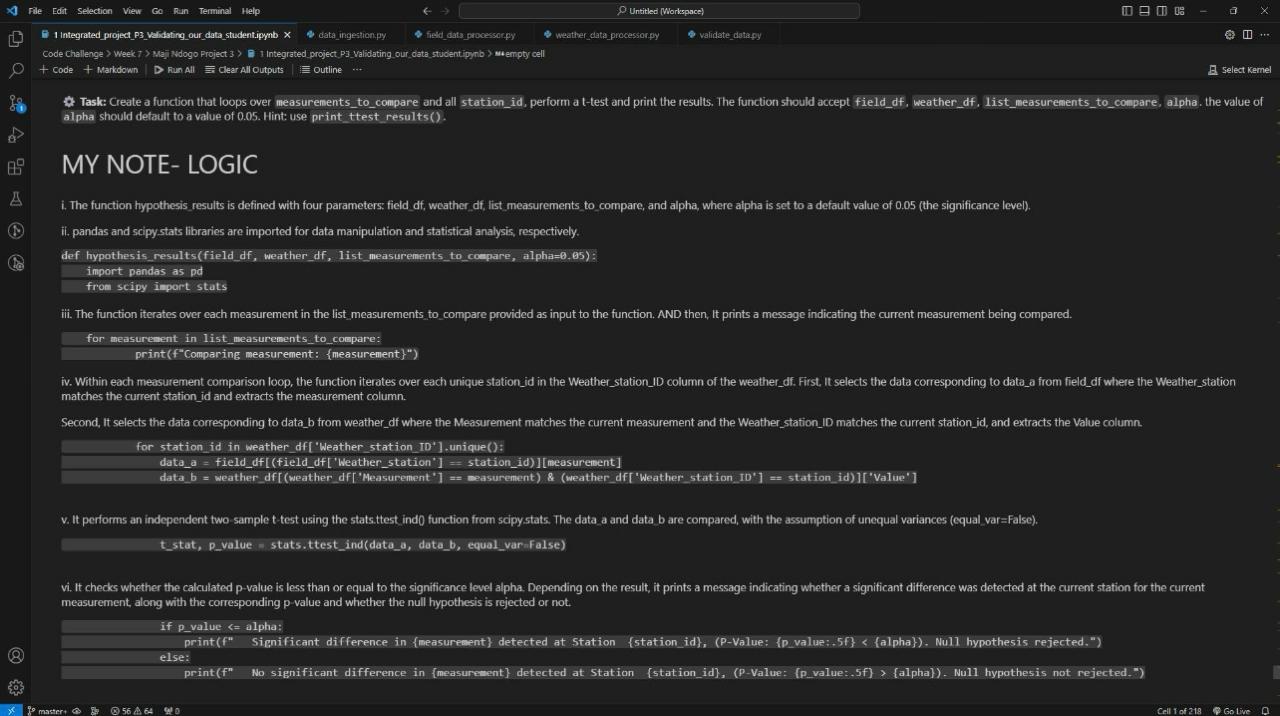 File Edit Selection View Go Run Terminal Help
Untitled (Workspace)
1 Integrated_project_P3_Validating_our_data_student.ipynb
data_ingestion.py
field_data_processor.py
weather_data_processor.py
validate_data.py
Code Challenge > Week 7 > Maji Ndogo Project 3 > 1 Integrated_project_P3_Validating_our_data_student.ipynb > M↓empty cell
+ Code + Markdown Run All Clear All Outputs Outline ...
Select Kernel
Task: Create a function that loops over measurements_to_compare and all station_id, perform a t-test and print the results. The function should accept field_df, weather_df, list_measurements_to_compare, alpha. the value of
alpha should default to a value of 0.05. Hint: use print_ttest_results().
MY NOTE- LOGIC
i. The function hypothesis_results is defined with four parameters: field_df, weather_df, list_measurements_to_compare, and alpha, where alpha is set to a default value of 0.05 (the significance level).
ii. pandas and scipy.stats libraries are imported for data manipulation and statistical analysis, respectively.
def hypothesis_results(field_df, weather_df, list_measurements_to_compare, alpha=0.05):
import pandas as pd
from scipy import stats
iii. The function iterates over each measurement in the list_measurements_to_compare provided as input to the function. AND then, It prints a message indicating the current measurement being compared.
for measurement in list_measurements_to_compare:
print(f"Comparing measurement: {measurement}")
iv. Within each measurement comparison loop, the function iterates over each unique station_id in the Weather_station_ID column of the weather_df. First, It selects the data corresponding to data_a from field_df where the Weather_station
matches the current station_id and extracts the measurement column.
Second, It selects the data corresponding to data_b from weather_df where the Measurement matches the current measurement and the Weather_station_ID matches the current station_id, and extracts the Value column.
for station_id in weather_df['Weather_station_ID'].unique():
data_a = field_df[(field_df['Weather_station'] == station_id)][measurement]
data_b = weather_df[(weather_df['Measurement'] == measurement) & (weather_df['Weather_station_ID'] == station_id)]['Value']
v. It performs an independent two-sample t-test using the stats.ttest_ind() function from scipy.stats. The data_a and data_b are compared, with the assumption of unequal variances (equal_var=False).
t_stat, p_value = stats.ttest_ind(data_a, data_b, equal_var=False)
vi. It checks whether the calculated p-value is less than or equal to the significance level alpha. Depending on the result, it prints a message indicating whether a significant difference was detected at the current station for the current
measurement, along with the corresponding p-value and whether the null hypothesis is rejected or not.
if p_value <= alpha:
print(f"   Significant difference in {measurement} detected at Station  {station_id}, (P-Value: {p_value:.5f} < {alpha}). Null hypothesis rejected.")
else:
print(f"   No significant difference in {measurement} detected at Station  {station_id}, (P-Value: {p_value:.5f} > {alpha}). Null hypothesis not rejected.")
master+ 56 64 0
Cell 1 of 218 Go Live